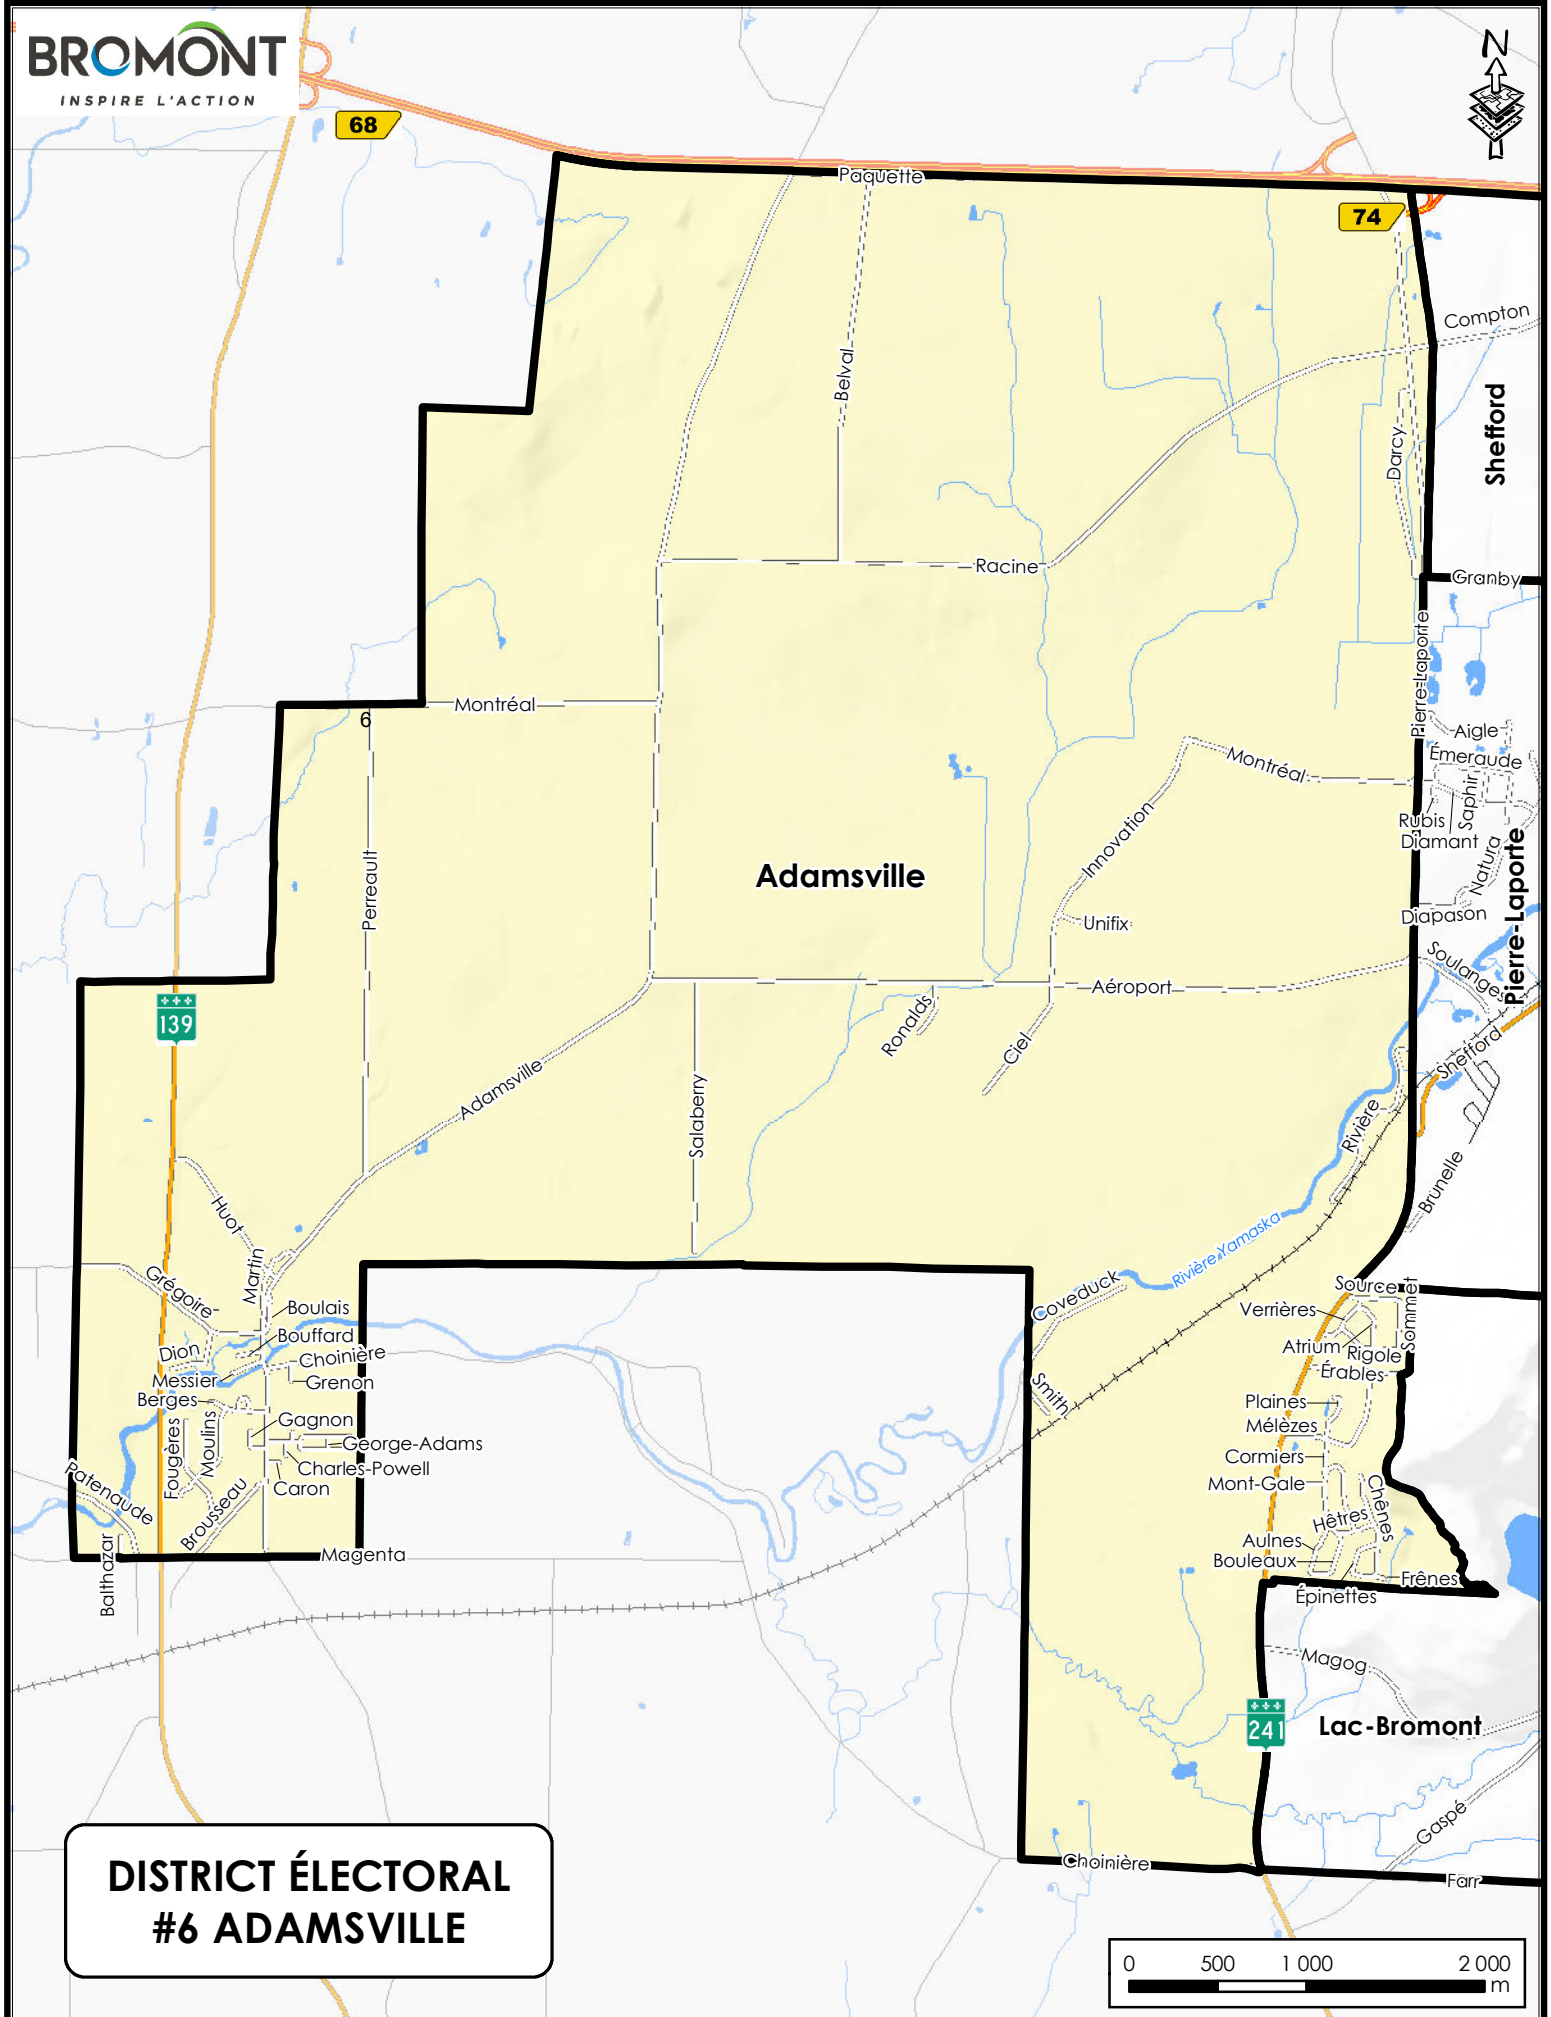 BROMONT
INSPIRE L'ACTION
N
68
Paquette
74
Compton
Belval
Shefford
Darcy
Racine
Granby
Pierre-Laporte
Montréal
6
Aigle
Émeraude
Montréal
Saphir
Rubis
Diamant
Innovation
Natura
Perreault
Adamsville
Pierre-Laporte
Unifix
Diapason
Soulanges
Aéroport
139
Ronalds
Ciel
Shefford
Adamsville
Salaberry
Rivière
Brunelle
Huot
Rivière Yamaska
Martin
Grégoire
Coveduck
Source
Sommet
Boulais
Verrières
Bouffard
Dion
Choinière
Atrium
Rigole
Messier
Grenon
Érables
Berges
Smith
Plaines
Gagnon
Mélèzes
Fougères
Moulins
George-Adams
Charles-Powell
Cormiers
Patenaude
Caron
Mont-Gale
Chênes
Brousseau
Hêtres
Aulnes
Magenta
Bouleaux
Balthazar
Frênes
Épinettes
Magog
241
Lac-Bromont
Gaspé
Choinière
Farr
DISTRICT ÉLECTORAL
#6 ADAMSVILLE
0 500 1 000 2 000
m